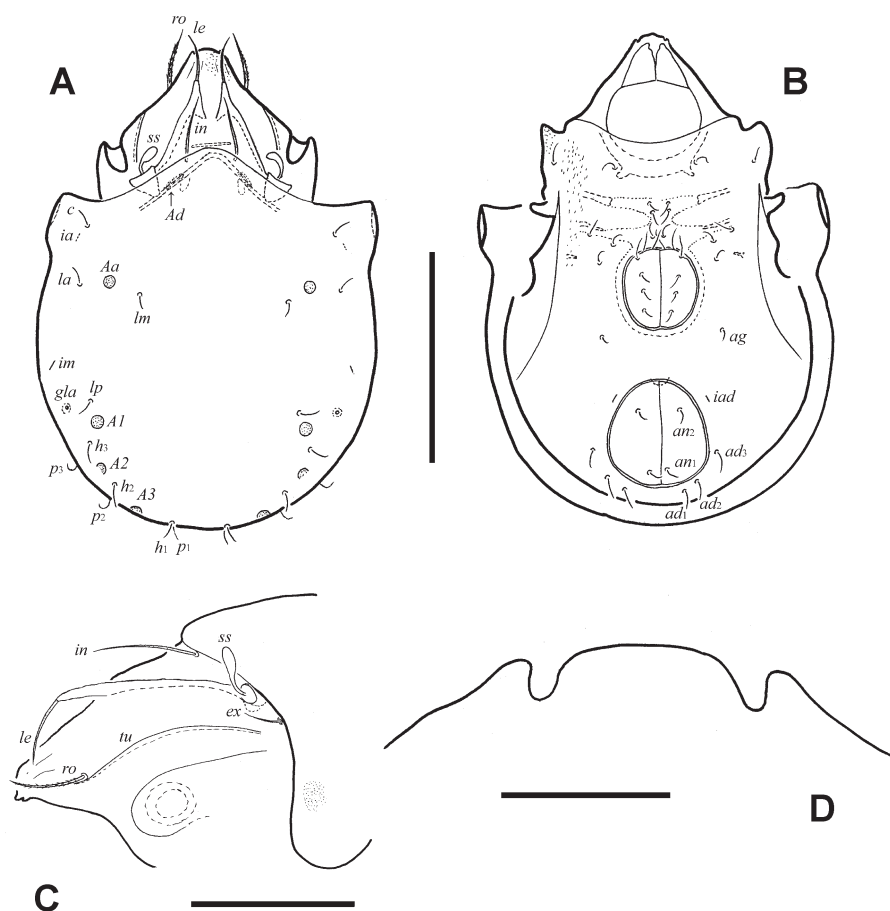 ro
le
A
in
ss
Ad
c
ia
la
Aa
lm
im
gla
lp
A1
h3
A2
p3
h2
A3
p2
h1 p1
B
ag
iad
an2
an1
ad3
ad1
ad2
in
ss
ex
le
tu
ro
C
D